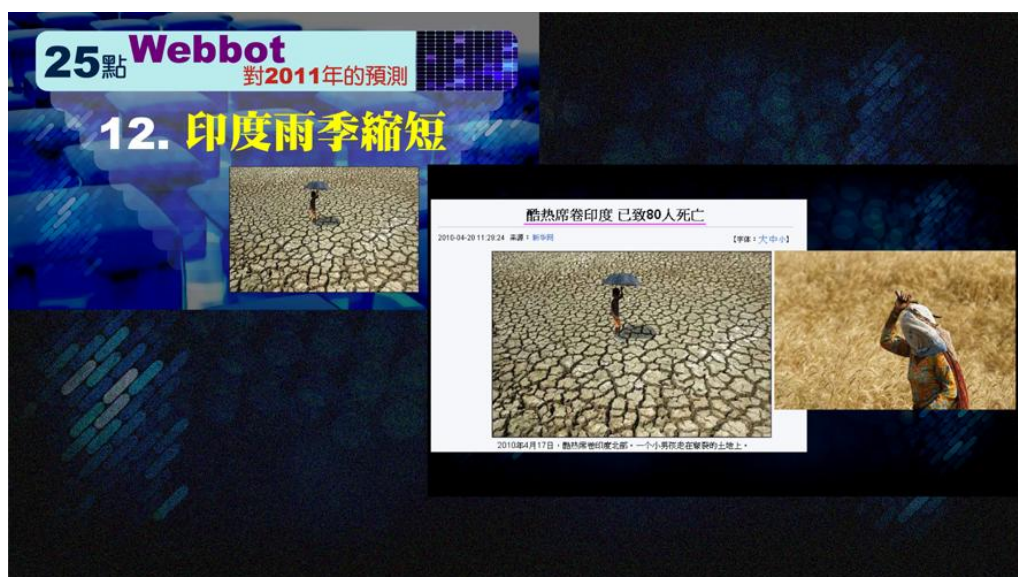 25點Webbot
對2011年的預測
12. 印度雨季縮短
酷热席卷印度 已致80人死亡
2010-04-20 11:29:24 来源：新华网
【字体：大中小】
2010年4月17日，酷热席卷印度北部。一个小男孩走在皲裂的土地上。